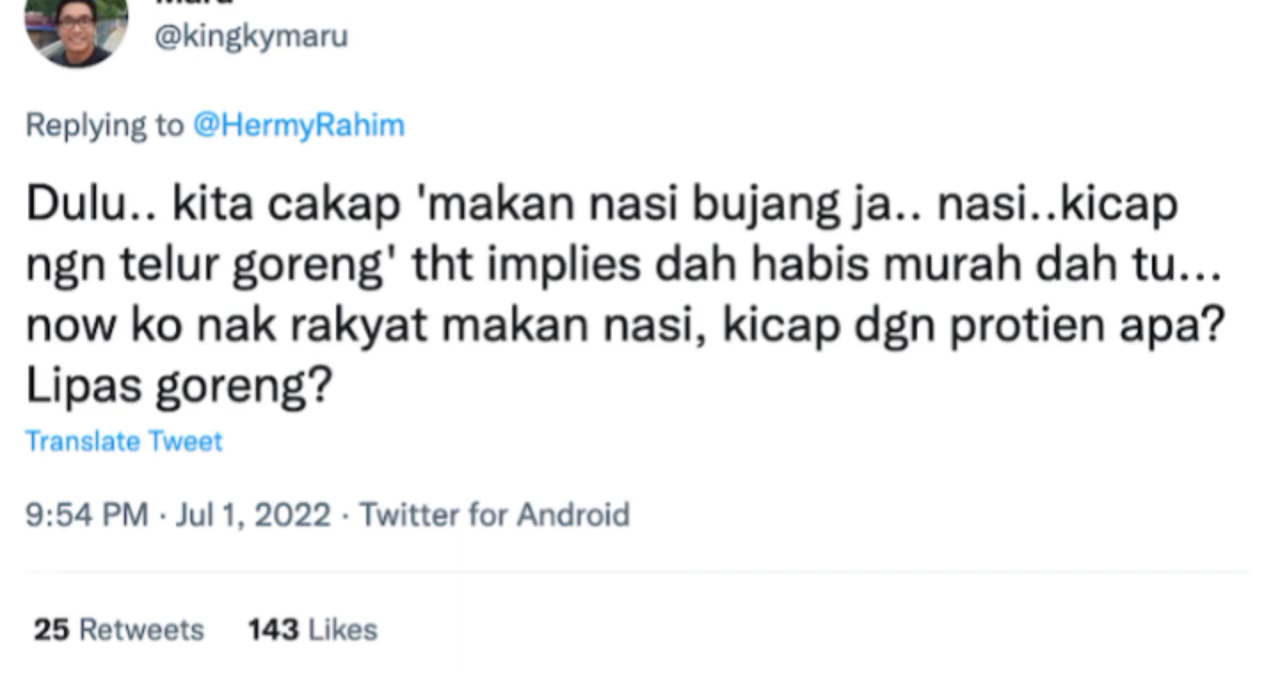 @kingkymaru
Replying to @HermyRahim
Dulu.. kita cakap 'makan nasi bujang ja.. nasi..kicap
ngn telur goreng' tht implies dah habis murah dah tu...
now ko nak rakyat makan nasi, kicap dgn protien apa?
Lipas goreng?
Translate Tweet
9:54 PM · Jul 1, 2022 · Twitter for Android
25 Retweets 143 Likes